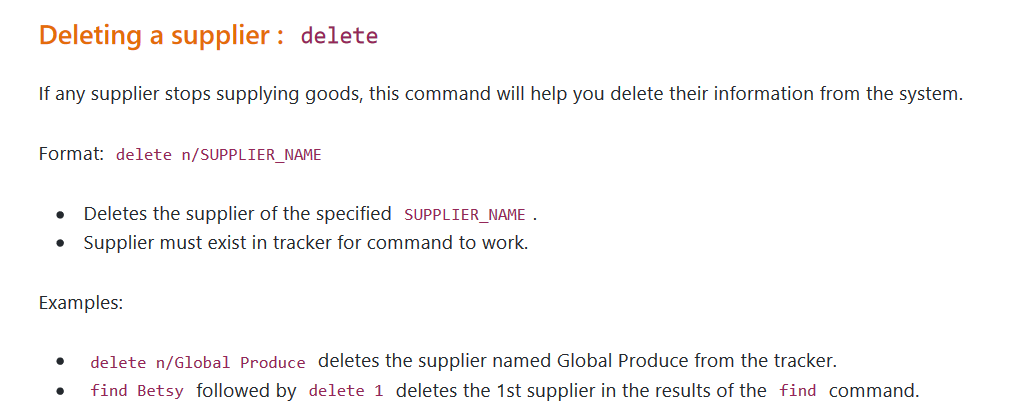 Deleting a supplier : delete
If any supplier stops supplying goods, this command will help you delete their information from the system.
Format: delete n/SUPPLIER_NAME
• Deletes the supplier of the specified SUPPLIER_NAME .
• Supplier must exist in tracker for command to work.
Examples:
• delete n/Global Produce deletes the supplier named Global Produce from the tracker.
• find Betsy followed by delete 1 deletes the 1st supplier in the results of the find command.